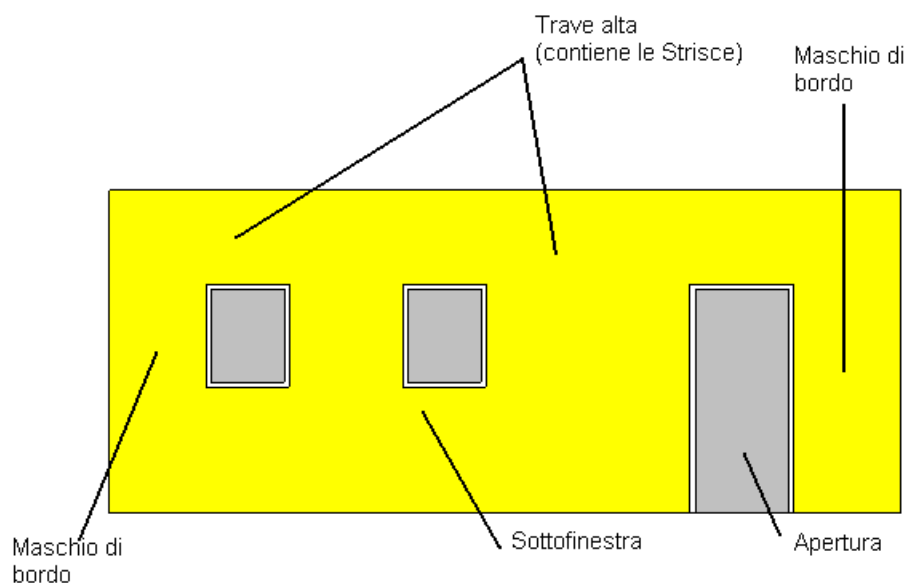 Trave alta
(contiene le Strisce)
Maschio di
bordo
Sottofinestra
Apertura
Maschio di
bordo